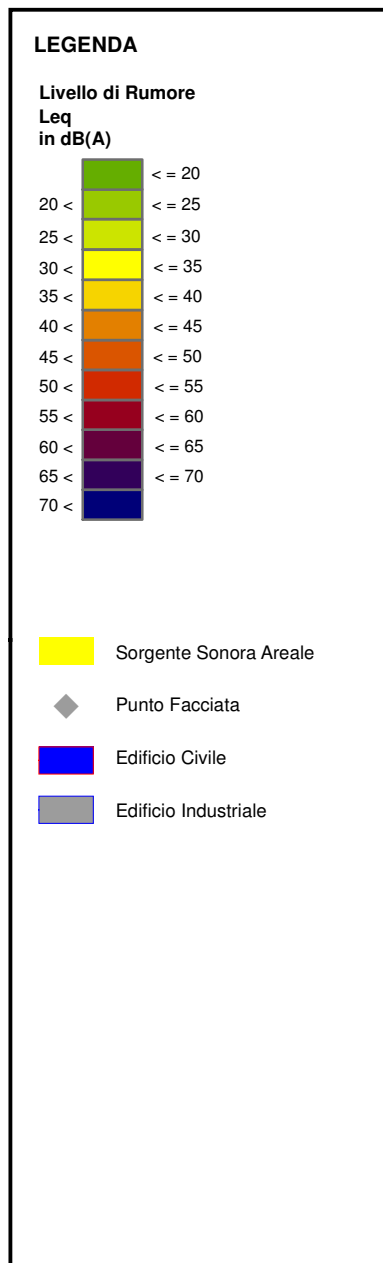 LEGENDA
Livello di Rumore
Leq
in dB(A)
< = 20
20 < < = 25
25 < < = 30
30 < < = 35
35 < < = 40
40 < < = 45
45 < < = 50
50 < < = 55
55 < < = 60
60 < < = 65
65 < < = 70
70 <
Sorgente Sonora Areale
Punto Facciata
Edificio Civile
Edificio Industriale